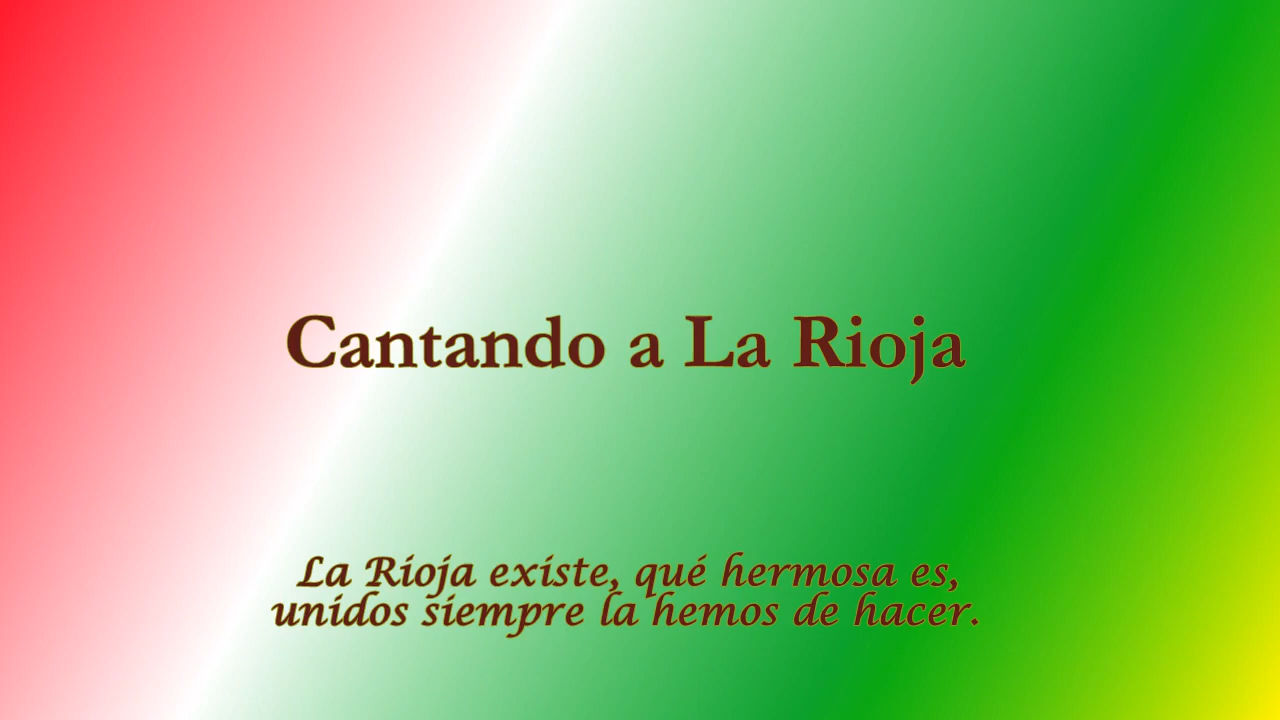 Cantando a La Rioja
La Rioja existe, qué hermosa es,
unidos siempre la hemos de hacer.